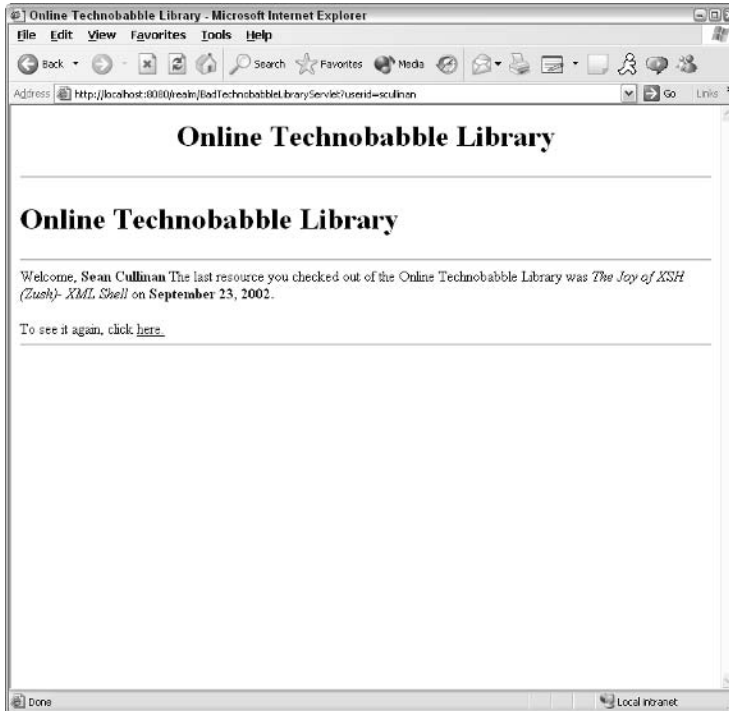 Online Technobabble Library - Microsoft Internet Explorer
File Edit View Favorites Tools Help
Back Search Favorites Media
Address http://localhost:8080/realm/BadTechnobabbleLibraryServlet?userid=scullinan Go Links
Online Technobabble Library
Online Technobabble Library
Welcome, Sean Cullinan The last resource you checked out of the Online Technobabble Library was The Joy of XSH
(Zush)- XML Shell on September 23, 2002.
To see it again, click here.
Done Local intranet